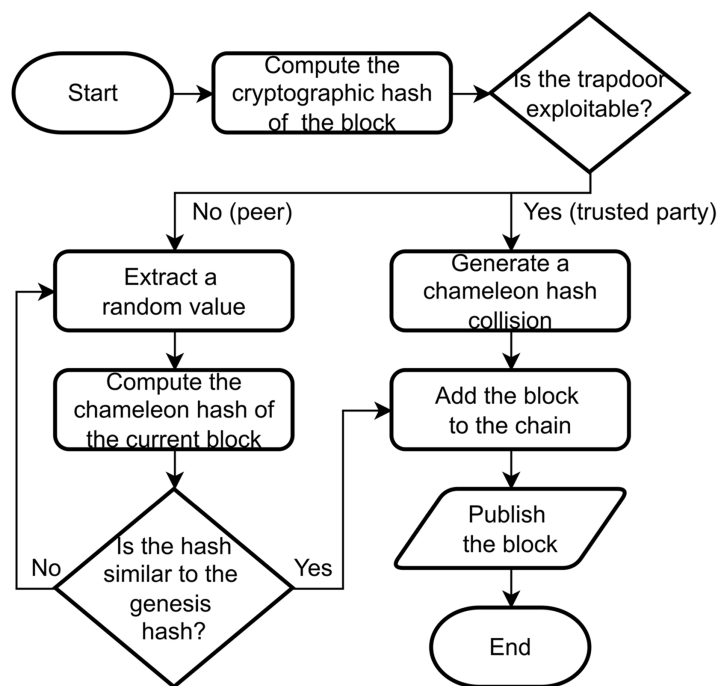 Start
Compute the
cryptographic hash
of the block
Is the trapdoor
exploitable?
No (peer)
Yes (trusted party)
Extract a
random value
Generate a
chameleon hash
collision
Compute the
chameleon hash of
the current block
Add the block
to the chain
Is the hash
similar to the
genesis
hash?
No
Yes
Publish
the block
End